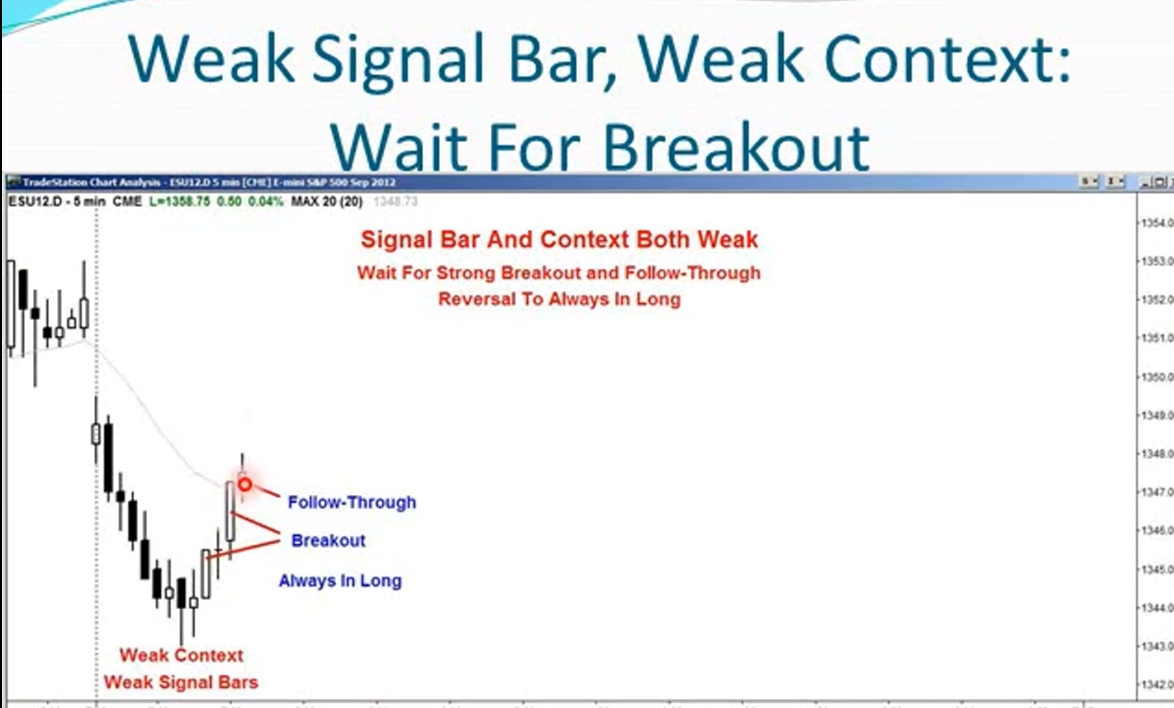 Weak Signal Bar, Weak Context:
Wait For Breakout
TradeStation Chart Analysis - ESU12.D 5 min [CME] E-mini S&P 500 Sep 2012
ESU12.D - 5 min CME L=1358.75 0.50 0.04% MAX 20 (20) 1348.73
Signal Bar And Context Both Weak
Wait For Strong Breakout and Follow-Through
Reversal To Always In Long
1354.0
1353.0
1352.0
1351.0
1350.0
1349.0
1348.0
1347.0
1346.0
1345.0
1344.0
1343.0
1342.0
Follow-Through
Breakout
Always In Long
Weak Context
Weak Signal Bars